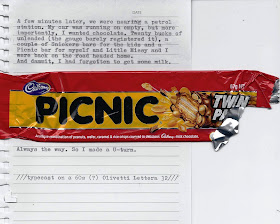 A few minutes later, we were nearing a petrol
station. My car was running on empty, but more
importantly, I wanted chocolate. Twenty bucks of
unleaded (the gauge barely registered it), a
couple of Snickers bars for the kids and a
Picnic bar for myself and Little Miss; and I
were back on the road headed home.
And dammit, I had forgotten to get some milk.
Cadbury
PICNIC
TWIN
Always the way. So I made a U-turn.
///typecast on a 60s (?) Olivetti Lettera 32///